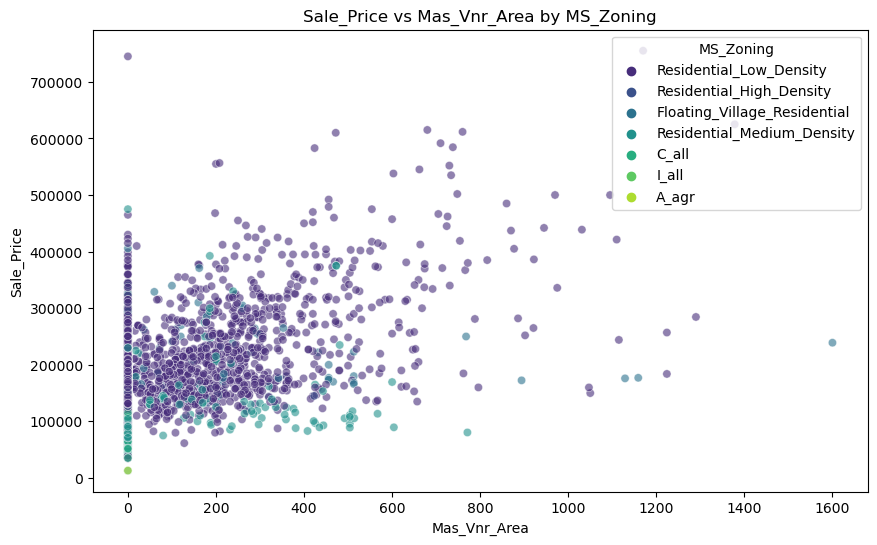 Sale_Price vs Mas_Vnr_Area by MS_Zoning
MS_Zoning
Residential_Low_Density
Residential_High_Density
Floating_Village_Residential
Residential_Medium_Density
C_all
I_all
A_agr
Sale_Price
700000
600000
500000
400000
300000
200000
100000
0
0 200 400 600 800 1000 1200 1400 1600
Mas_Vnr_Area